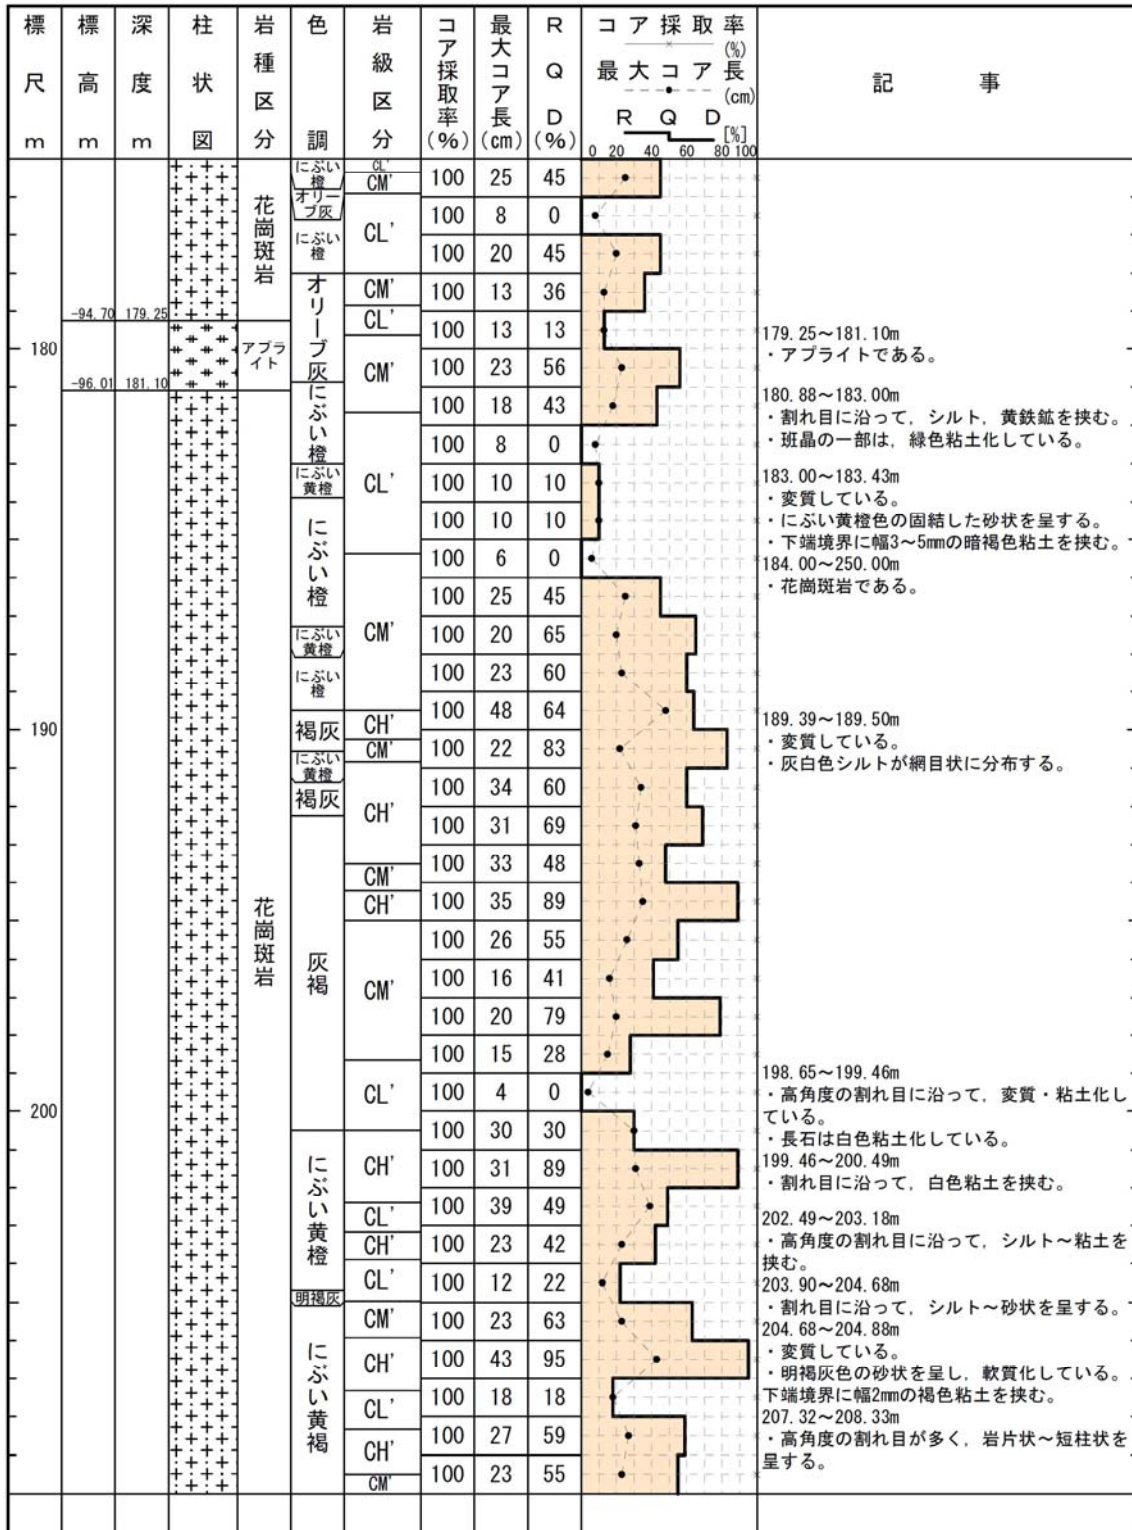 標尺m
標高m
深度m
柱状図
岩種区分
色調
岩級区分
コア採取率(%)
最大コア長(cm)
RQD(%)
コア採取率
(%)
最大コア長
(cm)
RQD
[%]
0 20 40 60 80 100
記事
180
190
200
-94.70 179.25
-96.01 181.10
花崗斑岩
アプラ
イト
花崗斑岩
にぶい
橙
オリー
ブ灰
にぶい
橙
オリーブ灰
にぶい橙
にぶい
黄橙
にぶい橙
にぶい
黄橙
にぶい
橙
褐灰
にぶい
黄橙
褐灰
灰褐
にぶい黄橙
明褐灰
にぶい黄褐
CL'
CM'
CL'
CM'
CL'
CM'
CL'
CM'
CH'
CM'
CH'
CM'
CH'
CM'
CL'
CH'
CL'
CH'
CL'
CM'
CH'
CL'
CH'
CM'
100 25 45
100 8 0
100 20 45
100 13 36
100 13 13
100 23 56
100 18 43
100 8 0
100 10 10
100 10 10
100 6 0
100 25 45
100 20 65
100 23 60
100 48 64
100 22 83
100 34 60
100 31 69
100 33 48
100 35 89
100 26 55
100 16 41
100 20 79
100 15 28
100 4 0
100 30 30
100 31 89
100 39 49
100 23 42
100 12 22
100 23 63
100 43 95
100 18 18
100 27 59
100 23 55
179.25～181.10m
・アプライトである。
180.88～183.00m
・割れ目に沿って，シルト，黄鉄鉱を挟む。
・班晶の一部は，緑色粘土化している。
183.00～183.43m
・変質している。
・にぶい黄橙色の固結した砂状を呈する。
・下端境界に幅3～5mmの暗褐色粘土を挟む。
184.00～250.00m
・花崗斑岩である。
189.39～189.50m
・変質している。
・灰白色シルトが網目状に分布する。
198.65～199.46m
・高角度の割れ目に沿って，変質・粘土化し
ている。
・長石は白色粘土化している。
199.46～200.49m
・割れ目に沿って，白色粘土を挟む。
202.49～203.18m
・高角度の割れ目に沿って，シルト～粘土を
挟む。
203.90～204.68m
・割れ目に沿って，シルト～砂状を呈する。
204.68～204.88m
・変質している。
・明褐灰色の砂状を呈し，軟質化している。
下端境界に幅2mmの褐色粘土を挟む。
207.32～208.33m
・高角度の割れ目が多く，岩片状～短柱状を
呈する。